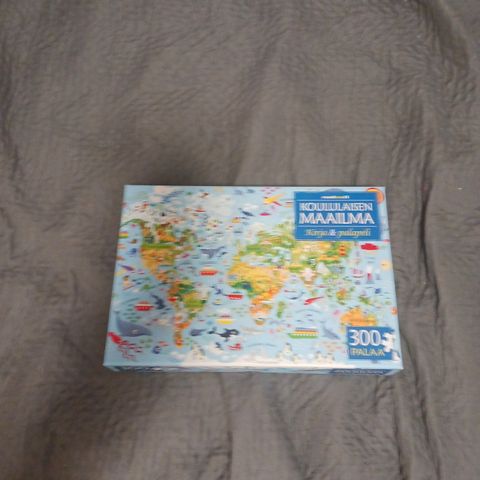 KOULULAISEN
MAAILMA
Kirja & palapeli
300
PALAA